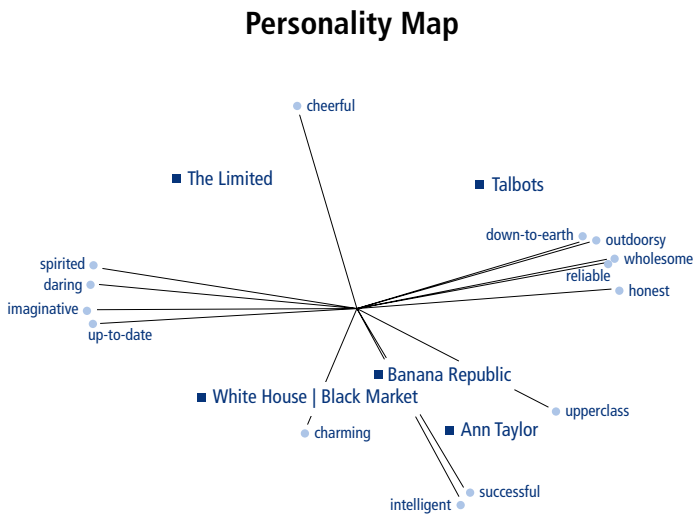 Personality Map
cheerful
The Limited
Talbots
down-to-earth
outdoorsy
spirited
wholesome
reliable
daring
honest
imaginative
up-to-date
Banana Republic
White House | Black Market
upperclass
charming
Ann Taylor
successful
intelligent